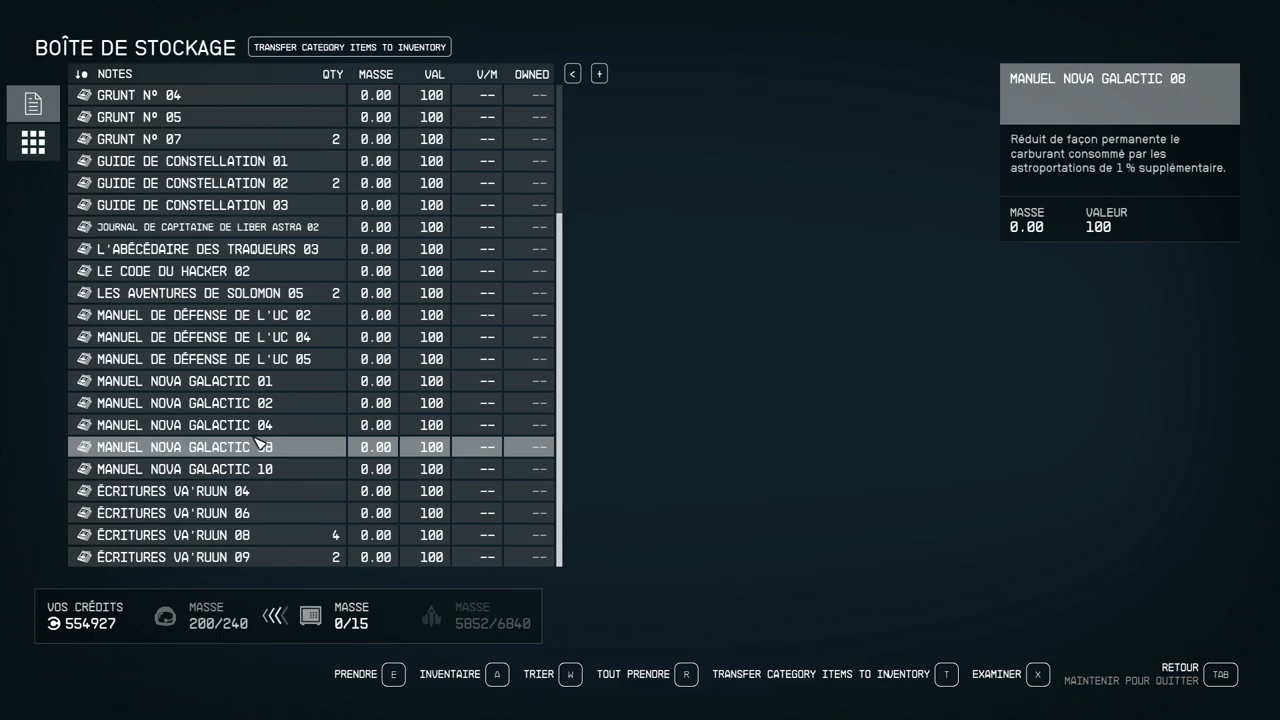 BOÎTE DE STOCKAGE TRANSFER CATEGORY ITEMS TO INVENTORY
NOTES QTY MASSE VAL V/M OWNED < +
GRUNT Nº 04 0.00 100 -- --
GRUNT Nº 05 0.00 100 -- --
GRUNT Nº 07 2 0.00 100 -- --
GUIDE DE CONSTELLATION 01 0.00 100 -- --
GUIDE DE CONSTELLATION 02 2 0.00 100 -- --
GUIDE DE CONSTELLATION 03 0.00 100 -- --
JOURNAL DE CAPITAINE DE LIBER ASTRA 02 0.00 100 -- --
L'ABÉCÉDAIRE DES TRAQUEURS 03 0.00 100 -- --
LE CODE DU HACKER 02 0.00 100 -- --
LES AVENTURES DE SOLOMON 05 2 0.00 100 -- --
MANUEL DE DÉFENSE DE L'UC 02 0.00 100 -- --
MANUEL DE DÉFENSE DE L'UC 04 0.00 100 -- --
MANUEL DE DÉFENSE DE L'UC 05 0.00 100 -- --
MANUEL NOVA GALACTIC 01 0.00 100 -- --
MANUEL NOVA GALACTIC 02 0.00 100 -- --
MANUEL NOVA GALACTIC 04 0.00 100 -- --
MANUEL NOVA GALACTIC 08 0.00 100 -- --
MANUEL NOVA GALACTIC 10 0.00 100 -- --
ÉCRITURES VA'RUUN 04 0.00 100 -- --
ÉCRITURES VA'RUUN 06 0.00 100 -- --
ÉCRITURES VA'RUUN 08 4 0.00 100 -- --
ÉCRITURES VA'RUUN 09 2 0.00 100 -- --
MANUEL NOVA GALACTIC 08
Réduit de façon permanente le
carburant consommé par les
astroportations de 1 % supplémentaire.
MASSE VALEUR
0.00 100
VOS CRÉDITS MASSE MASSE MASSE
554927 200/240 0/15 5852/6840
PRENDRE E INVENTAIRE A TRIER W TOUT PRENDRE R TRANSFER CATEGORY ITEMS TO INVENTORY T EXAMINER X RETOUR TAB
MAINTENIR POUR QUITTER